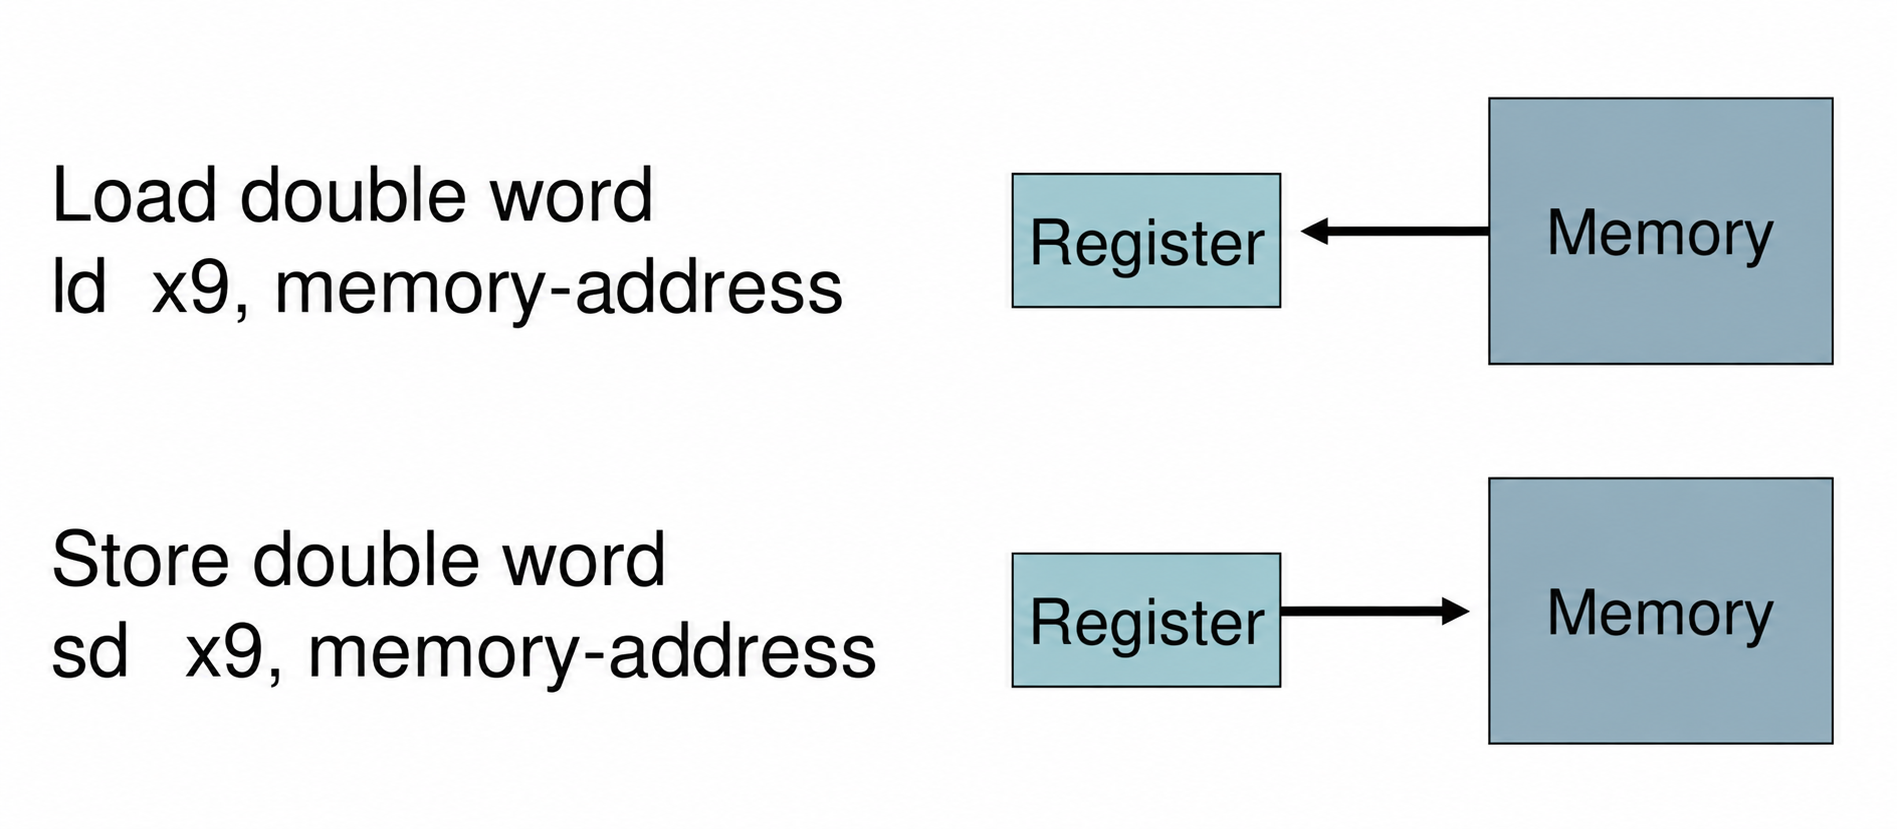 Load double word
ld x9, memory-address
Register
Memory
Store double word
sd x9, memory-address
Register
Memory